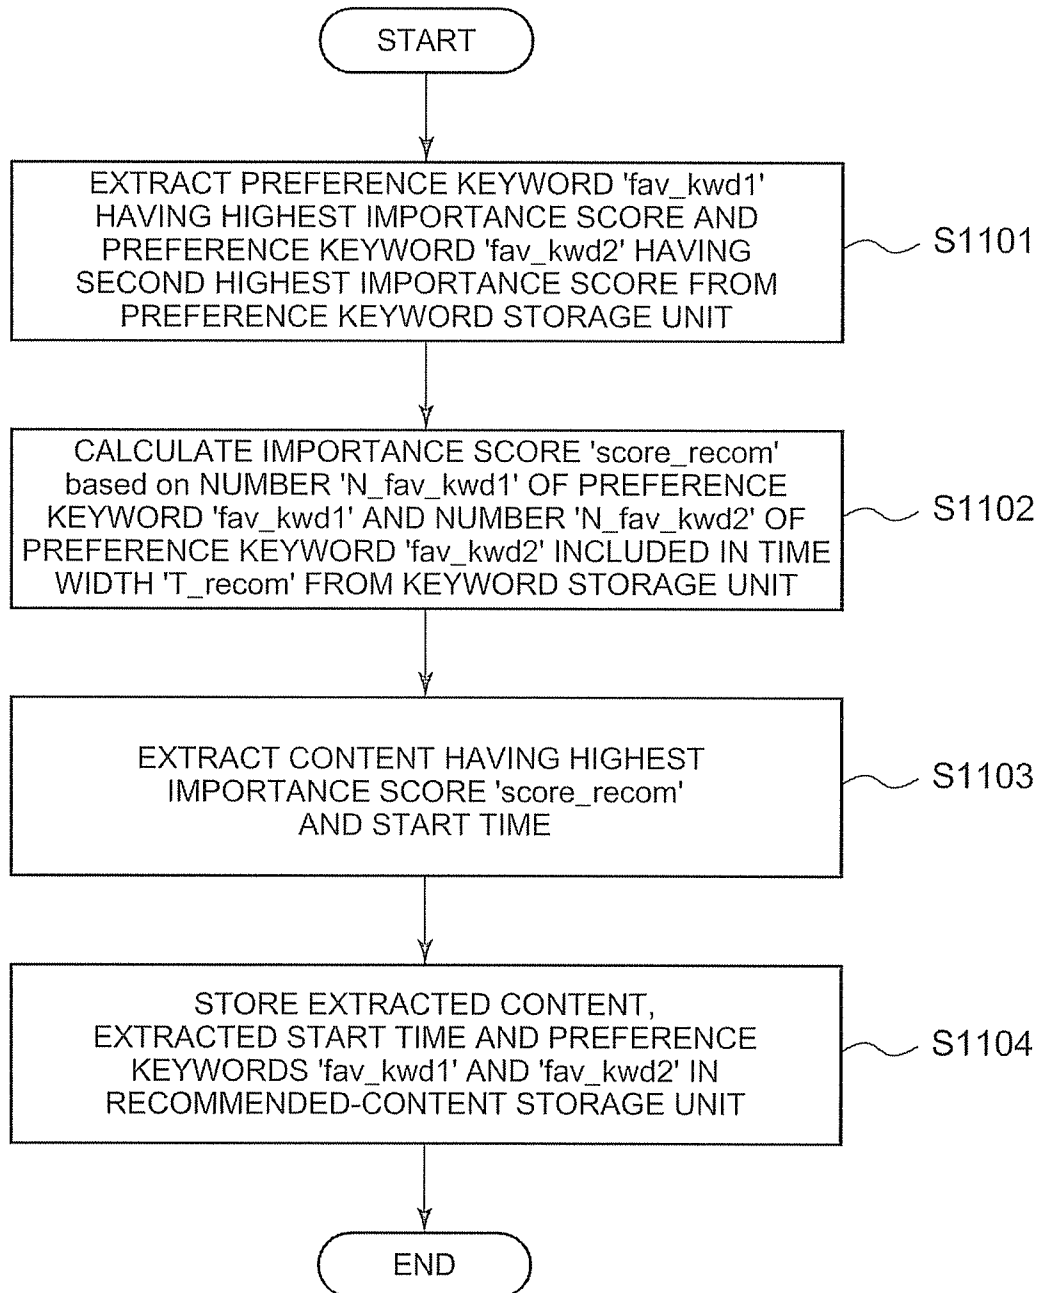 START
EXTRACT PREFERENCE KEYWORD 'fav_kwd1'
HAVING HIGHEST IMPORTANCE SCORE AND
PREFERENCE KEYWORD 'fav_kwd2' HAVING
SECOND HIGHEST IMPORTANCE SCORE FROM
PREFERENCE KEYWORD STORAGE UNIT
S1101
CALCULATE IMPORTANCE SCORE 'score_recom'
based on NUMBER 'N_fav_kwd1' OF PREFERENCE
KEYWORD 'fav_kwd1' AND NUMBER 'N_fav_kwd2' OF
PREFERENCE KEYWORD 'fav_kwd2' INCLUDED IN TIME
WIDTH 'T_recom' FROM KEYWORD STORAGE UNIT
S1102
EXTRACT CONTENT HAVING HIGHEST
IMPORTANCE SCORE 'score_recom'
AND START TIME
S1103
STORE EXTRACTED CONTENT,
EXTRACTED START TIME AND PREFERENCE
KEYWORDS 'fav_kwd1' AND 'fav_kwd2' IN
RECOMMENDED-CONTENT STORAGE UNIT
S1104
END